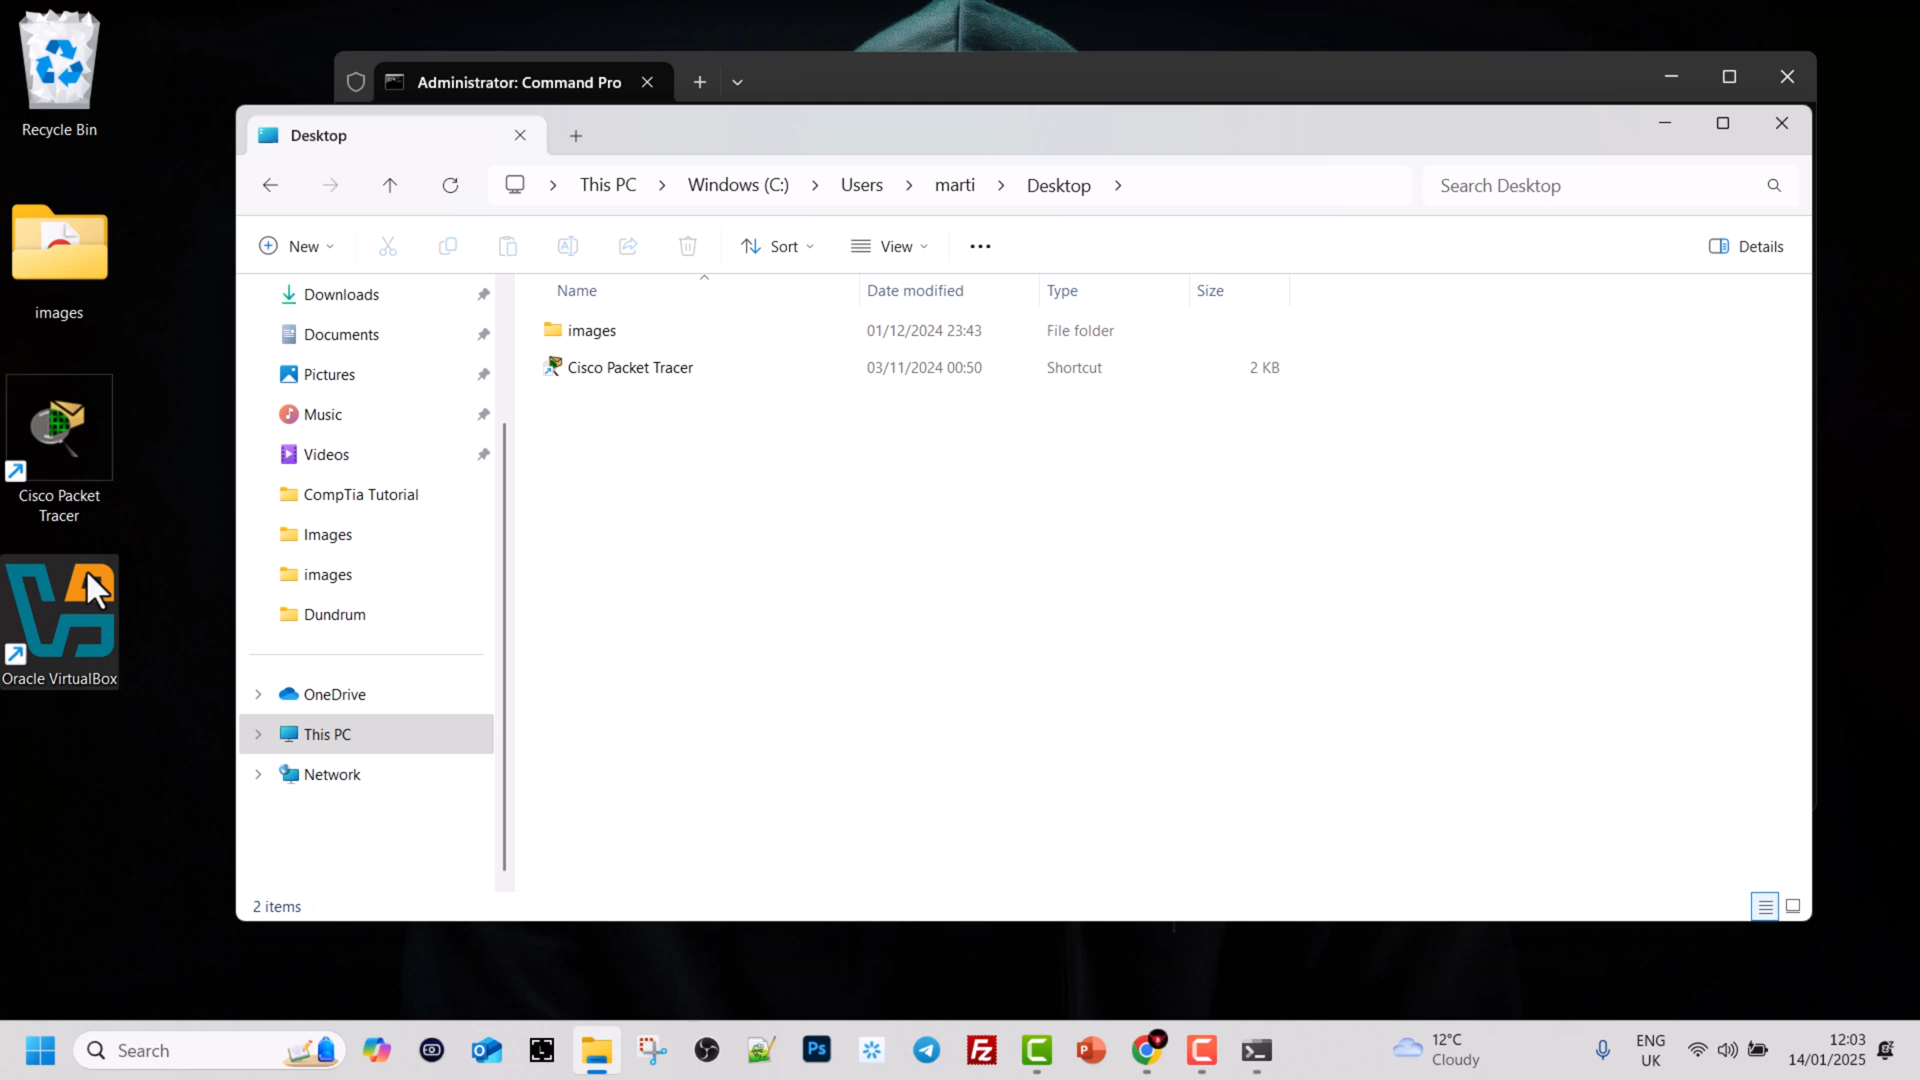 Recycle Bin
images
Cisco Packet
Tracer
Oracle VirtualBox
Administrator: Command Pro
Desktop
This PC
Windows (C:)
Users
marti
Desktop
Search Desktop
New
Sort
View
Details
Downloads
Documents
Pictures
Music
Videos
CompTia Tutorial
Images
images
Dundrum
OneDrive
This PC
Network
Name
Date modified
Type
Size
images
01/12/2024 23:43
File folder
Cisco Packet Tracer
03/11/2024 00:50
Shortcut
2 KB
2 items
Search
Ps
Fz
12°C
Cloudy
ENG
UK
12:03
14/01/2025